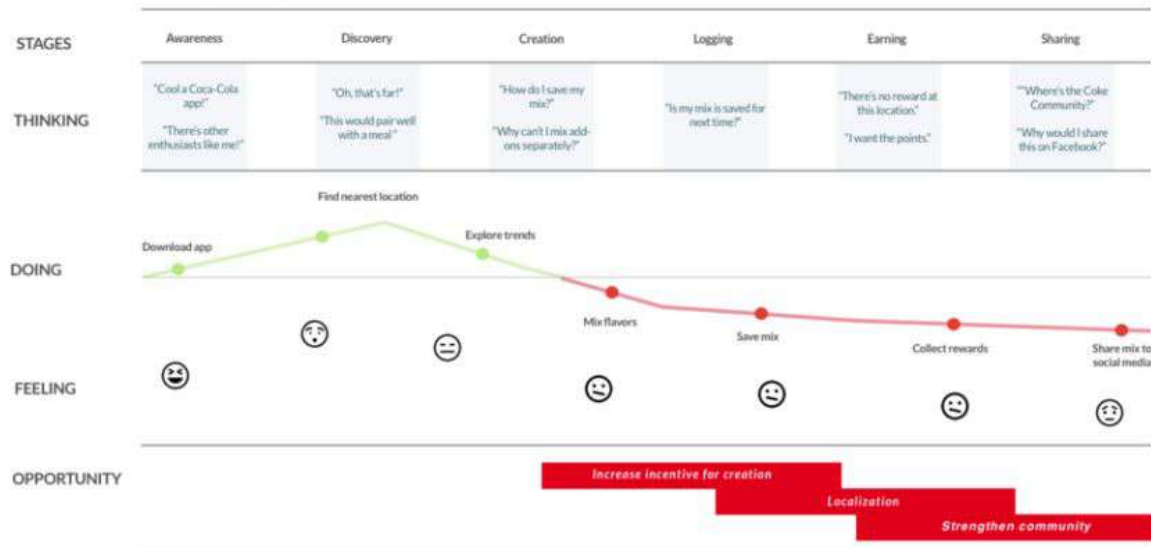 STAGES
Awareness
Discovery
Creation
Logging
Earning
Sharing
THINKING
"Cool a Coca-Cola
app!"
"There's other
enthusiasts like me!"
"Oh, that's far!"
"This would pair well
with a meal"
"How do I save my
mix?"
"Why can't I mix add-
ons separately?"
"Is my mix is saved for
next time?"
"There's no reward at
this location."
"I want the points."
""Where's the Coke
Community?"
"Why would I share
this on Facebook?"
DOING
Download app
Find nearest location
Explore trends
Mix flavors
Save mix
Collect rewards
Share mix to
social media
FEELING
OPPORTUNITY
Increase incentive for creation
Localization
Strengthen community